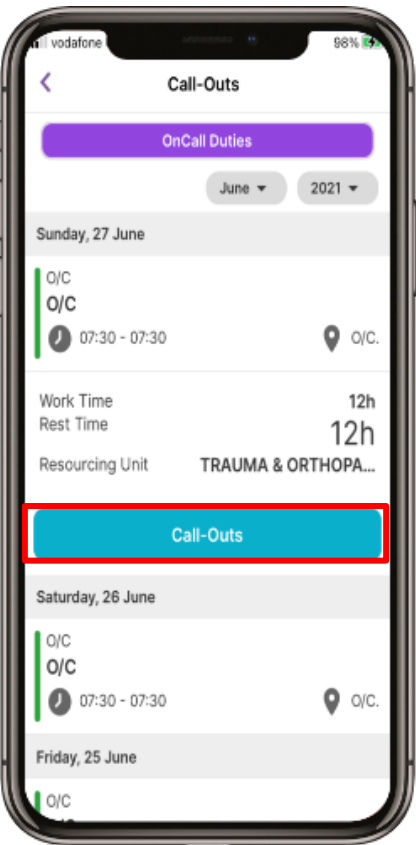 vodafone 98%
Call-Outs
OnCall Duties
June 2021
Sunday, 27 June
O/C
O/C
07:30 - 07:30 O/C.
Work Time 12h
Rest Time 12h
Resourcing Unit TRAUMA & ORTHOPA...
Call-Outs
Saturday, 26 June
O/C
O/C
07:30 - 07:30 O/C.
Friday, 25 June
O/C